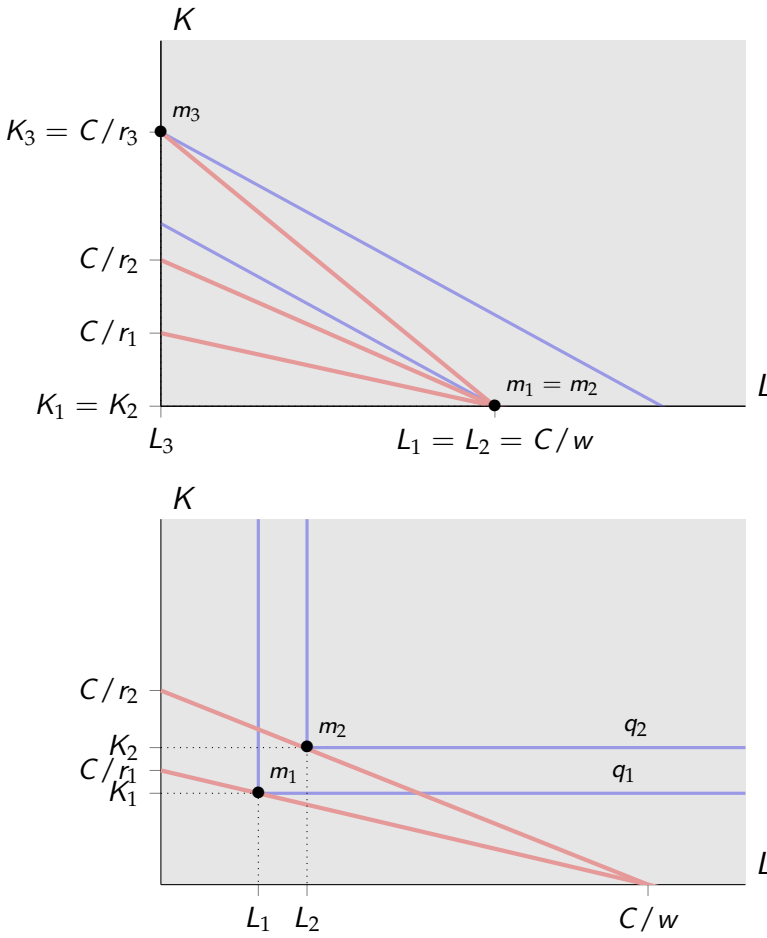 K
m₃
K₃ = C/r₃
C/r₂
C/r₁
m₁ = m₂
L
K₁ = K₂
L₃
L₁ = L₂ = C/w
K
C/r₂
m₂
q₂
K₂
C/r₁
m₁
q₁
K₁
L
L₁
L₂
C/w